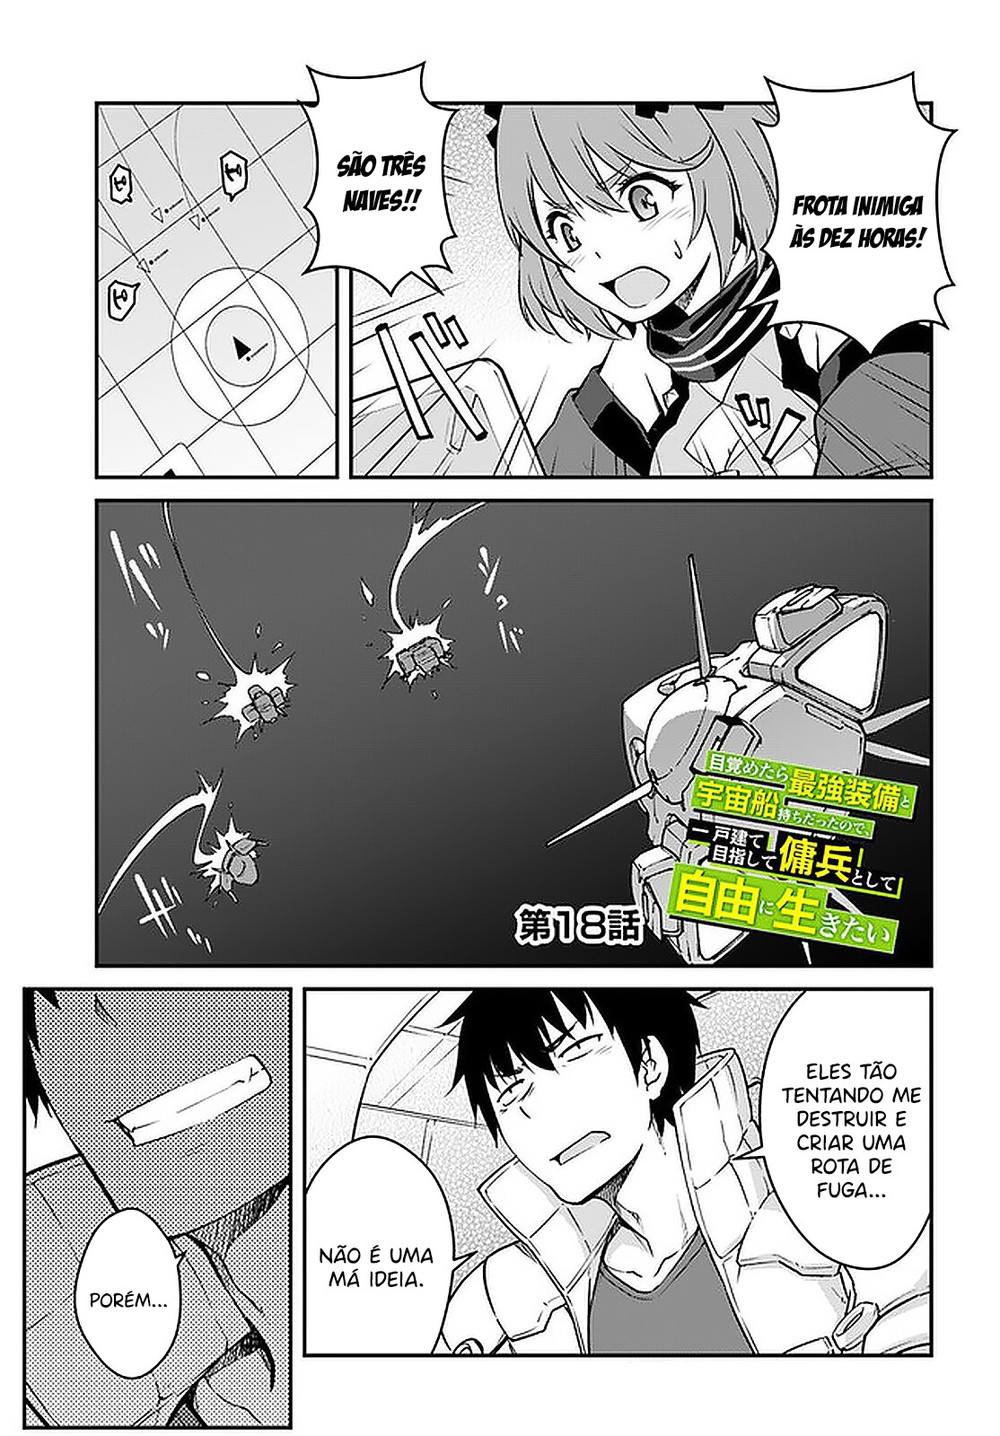 FROTA INIMIGA
ÀS DEZ HORAS!
SÃO TRÊS
NAVES!!
目覚めたら最強装備と
宇宙船持ちだったので、
一戸建て
目指して傭兵として
自由に生きたい
第18話
ELES TÃO
TENTANDO ME
DESTRUIR E
CRIAR UMA
ROTA DE
FUGA...
NÃO É UMA
MÁ IDEIA.
PORÉM...